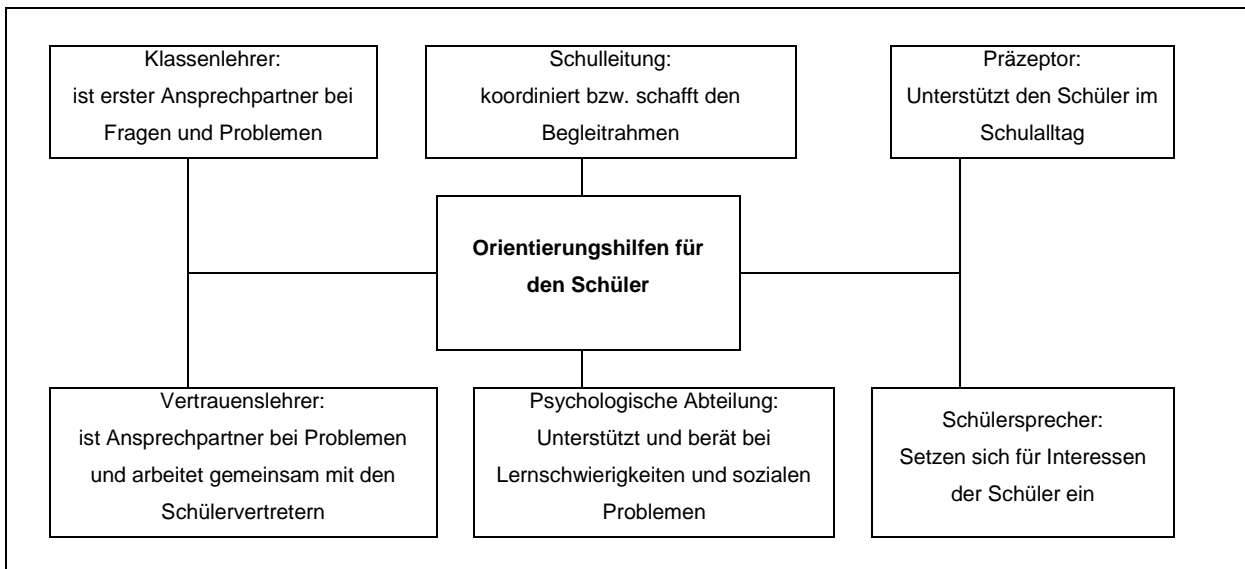 Klassenlehrer:
ist erster Ansprechpartner bei
Fragen und Problemen
Schulleitung:
koordiniert bzw. schafft den
Begleitrahmen
Präzeptor:
Unterstützt den Schüler im
Schulalltag
Orientierungshilfen für
den Schüler
Vertrauenslehrer:
ist Ansprechpartner bei Problemen
und arbeitet gemeinsam mit den
Schülervertretern
Psychologische Abteilung:
Unterstützt und berät bei
Lernschwierigkeiten und sozialen
Problemen
Schülersprecher:
Setzen sich für Interessen
der Schüler ein